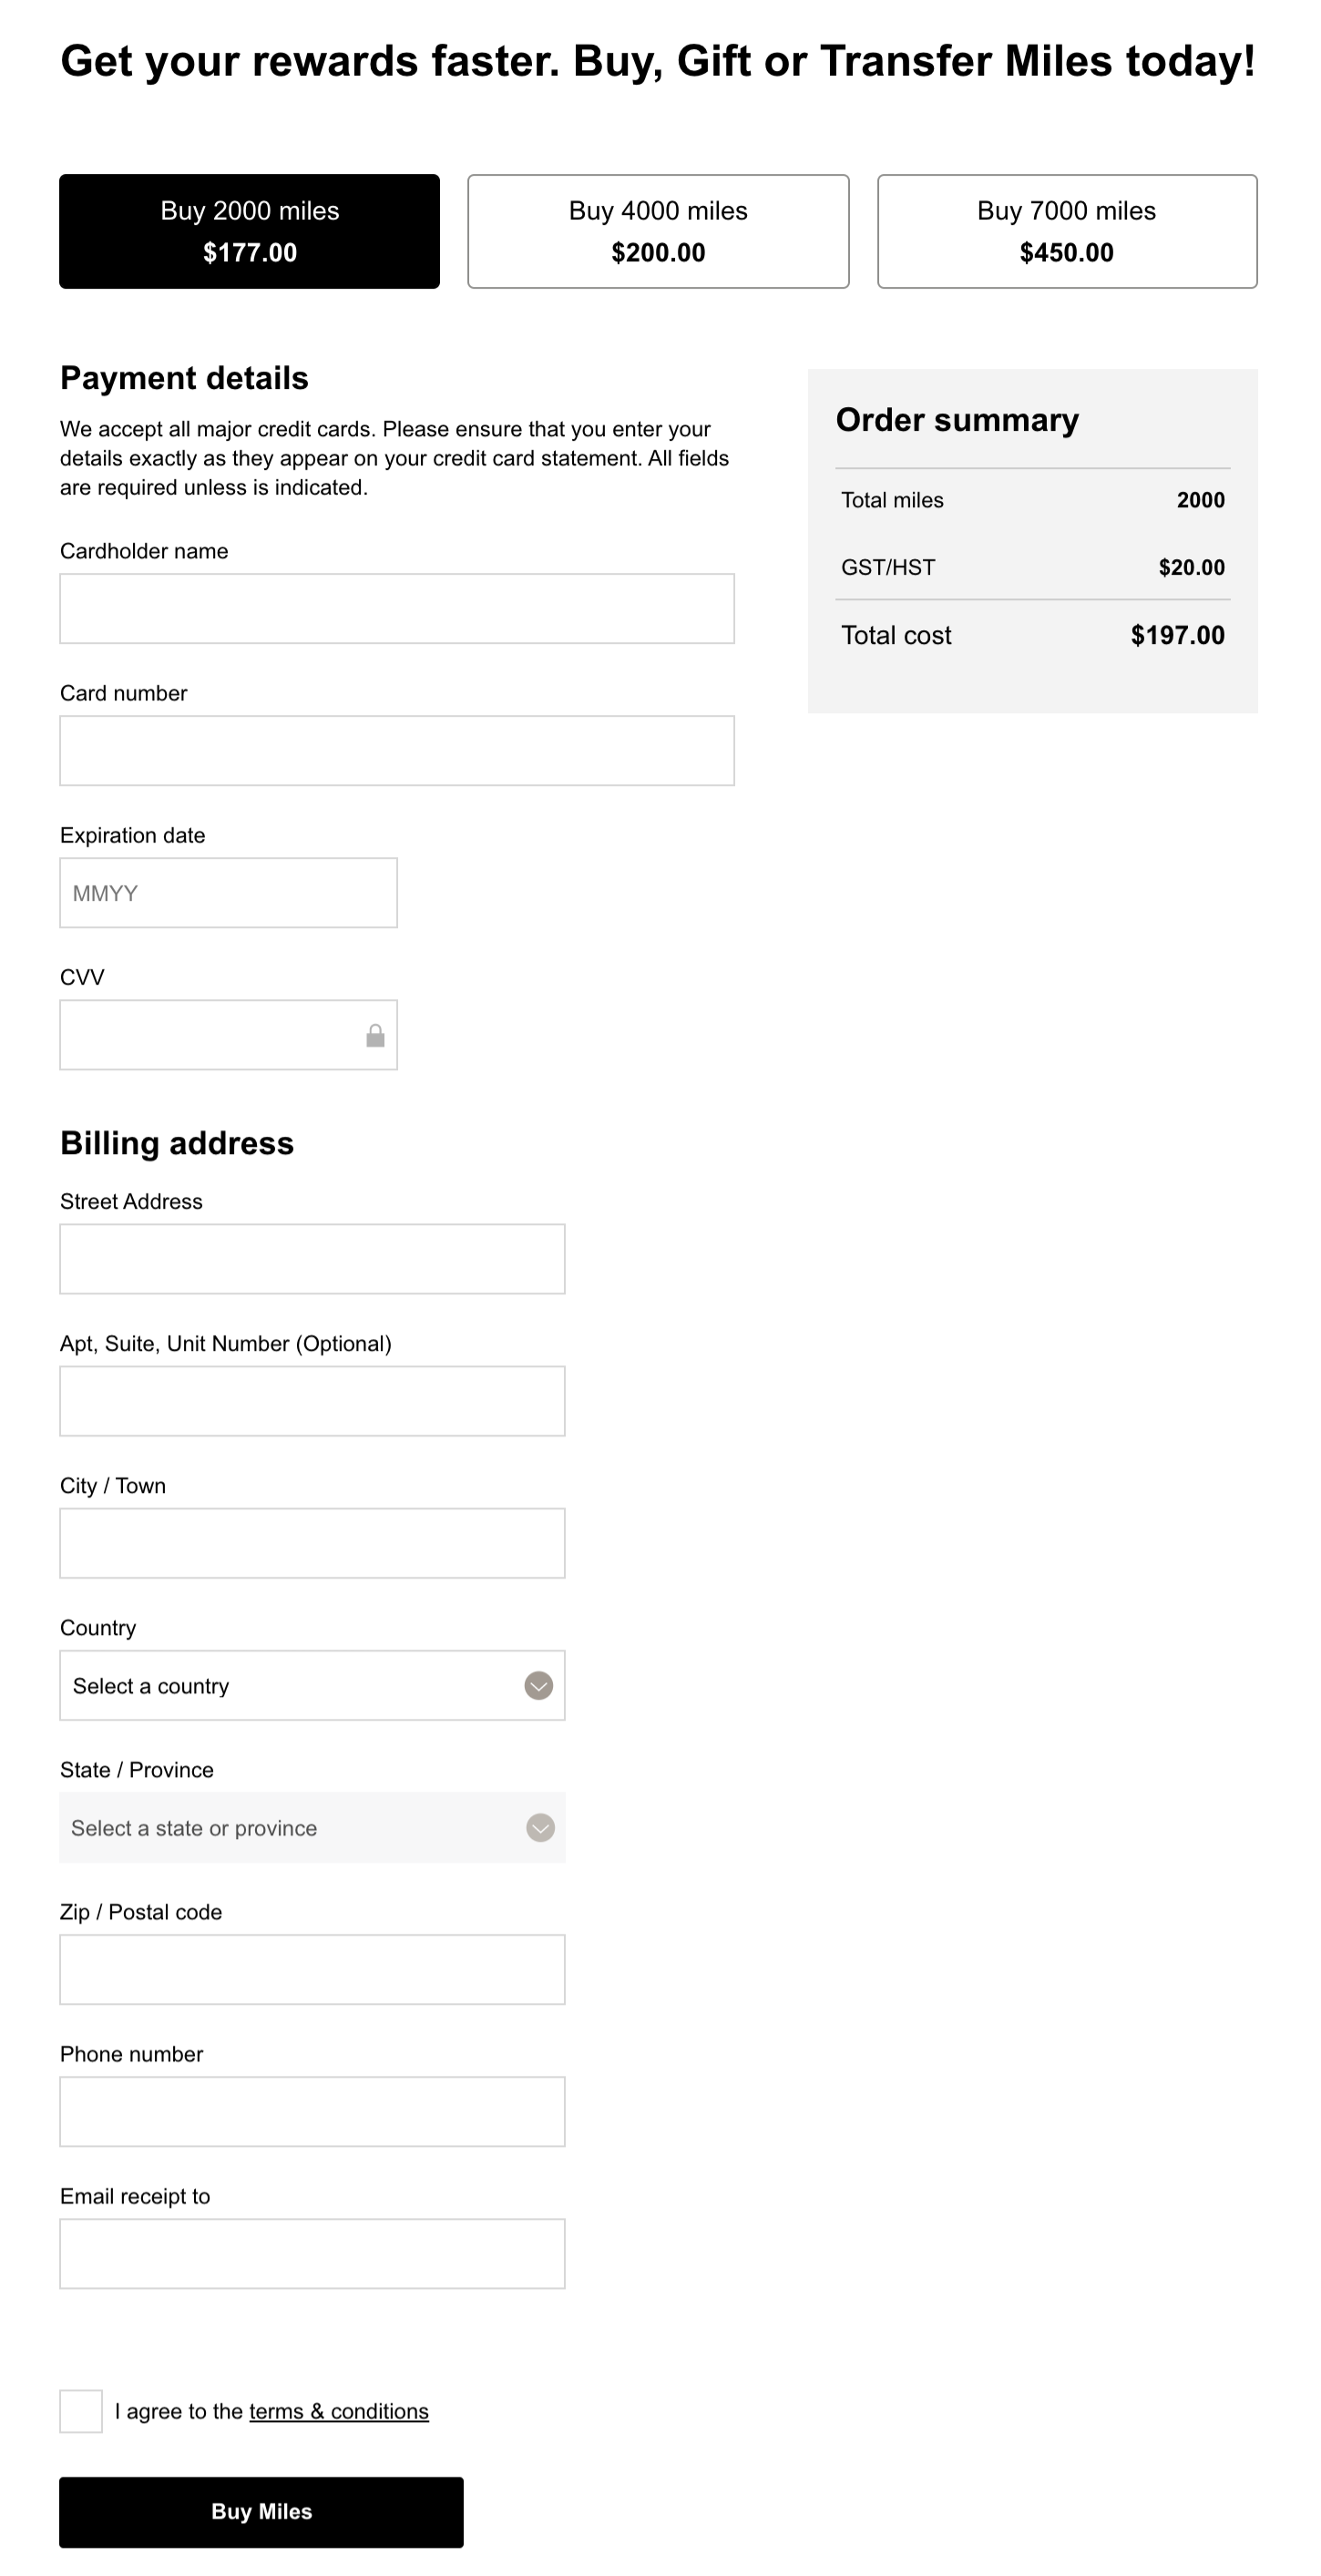 Get your rewards faster. Buy, Gift or Transfer Miles today!
Buy 2000 miles
$177.00
Buy 4000 miles
$200.00
Buy 7000 miles
$450.00
Payment details
We accept all major credit cards. Please ensure that you enter your
details exactly as they appear on your credit card statement. All fields
are required unless is indicated.
Cardholder name
Card number
Expiration date
MMYY
CVV
Order summary
Total miles 2000
GST/HST $20.00
Total cost $197.00
Billing address
Street Address
Apt, Suite, Unit Number (Optional)
City / Town
Country
Select a country
State / Province
Select a state or province
Zip / Postal code
Phone number
Email receipt to
I agree to the terms & conditions
Buy Miles